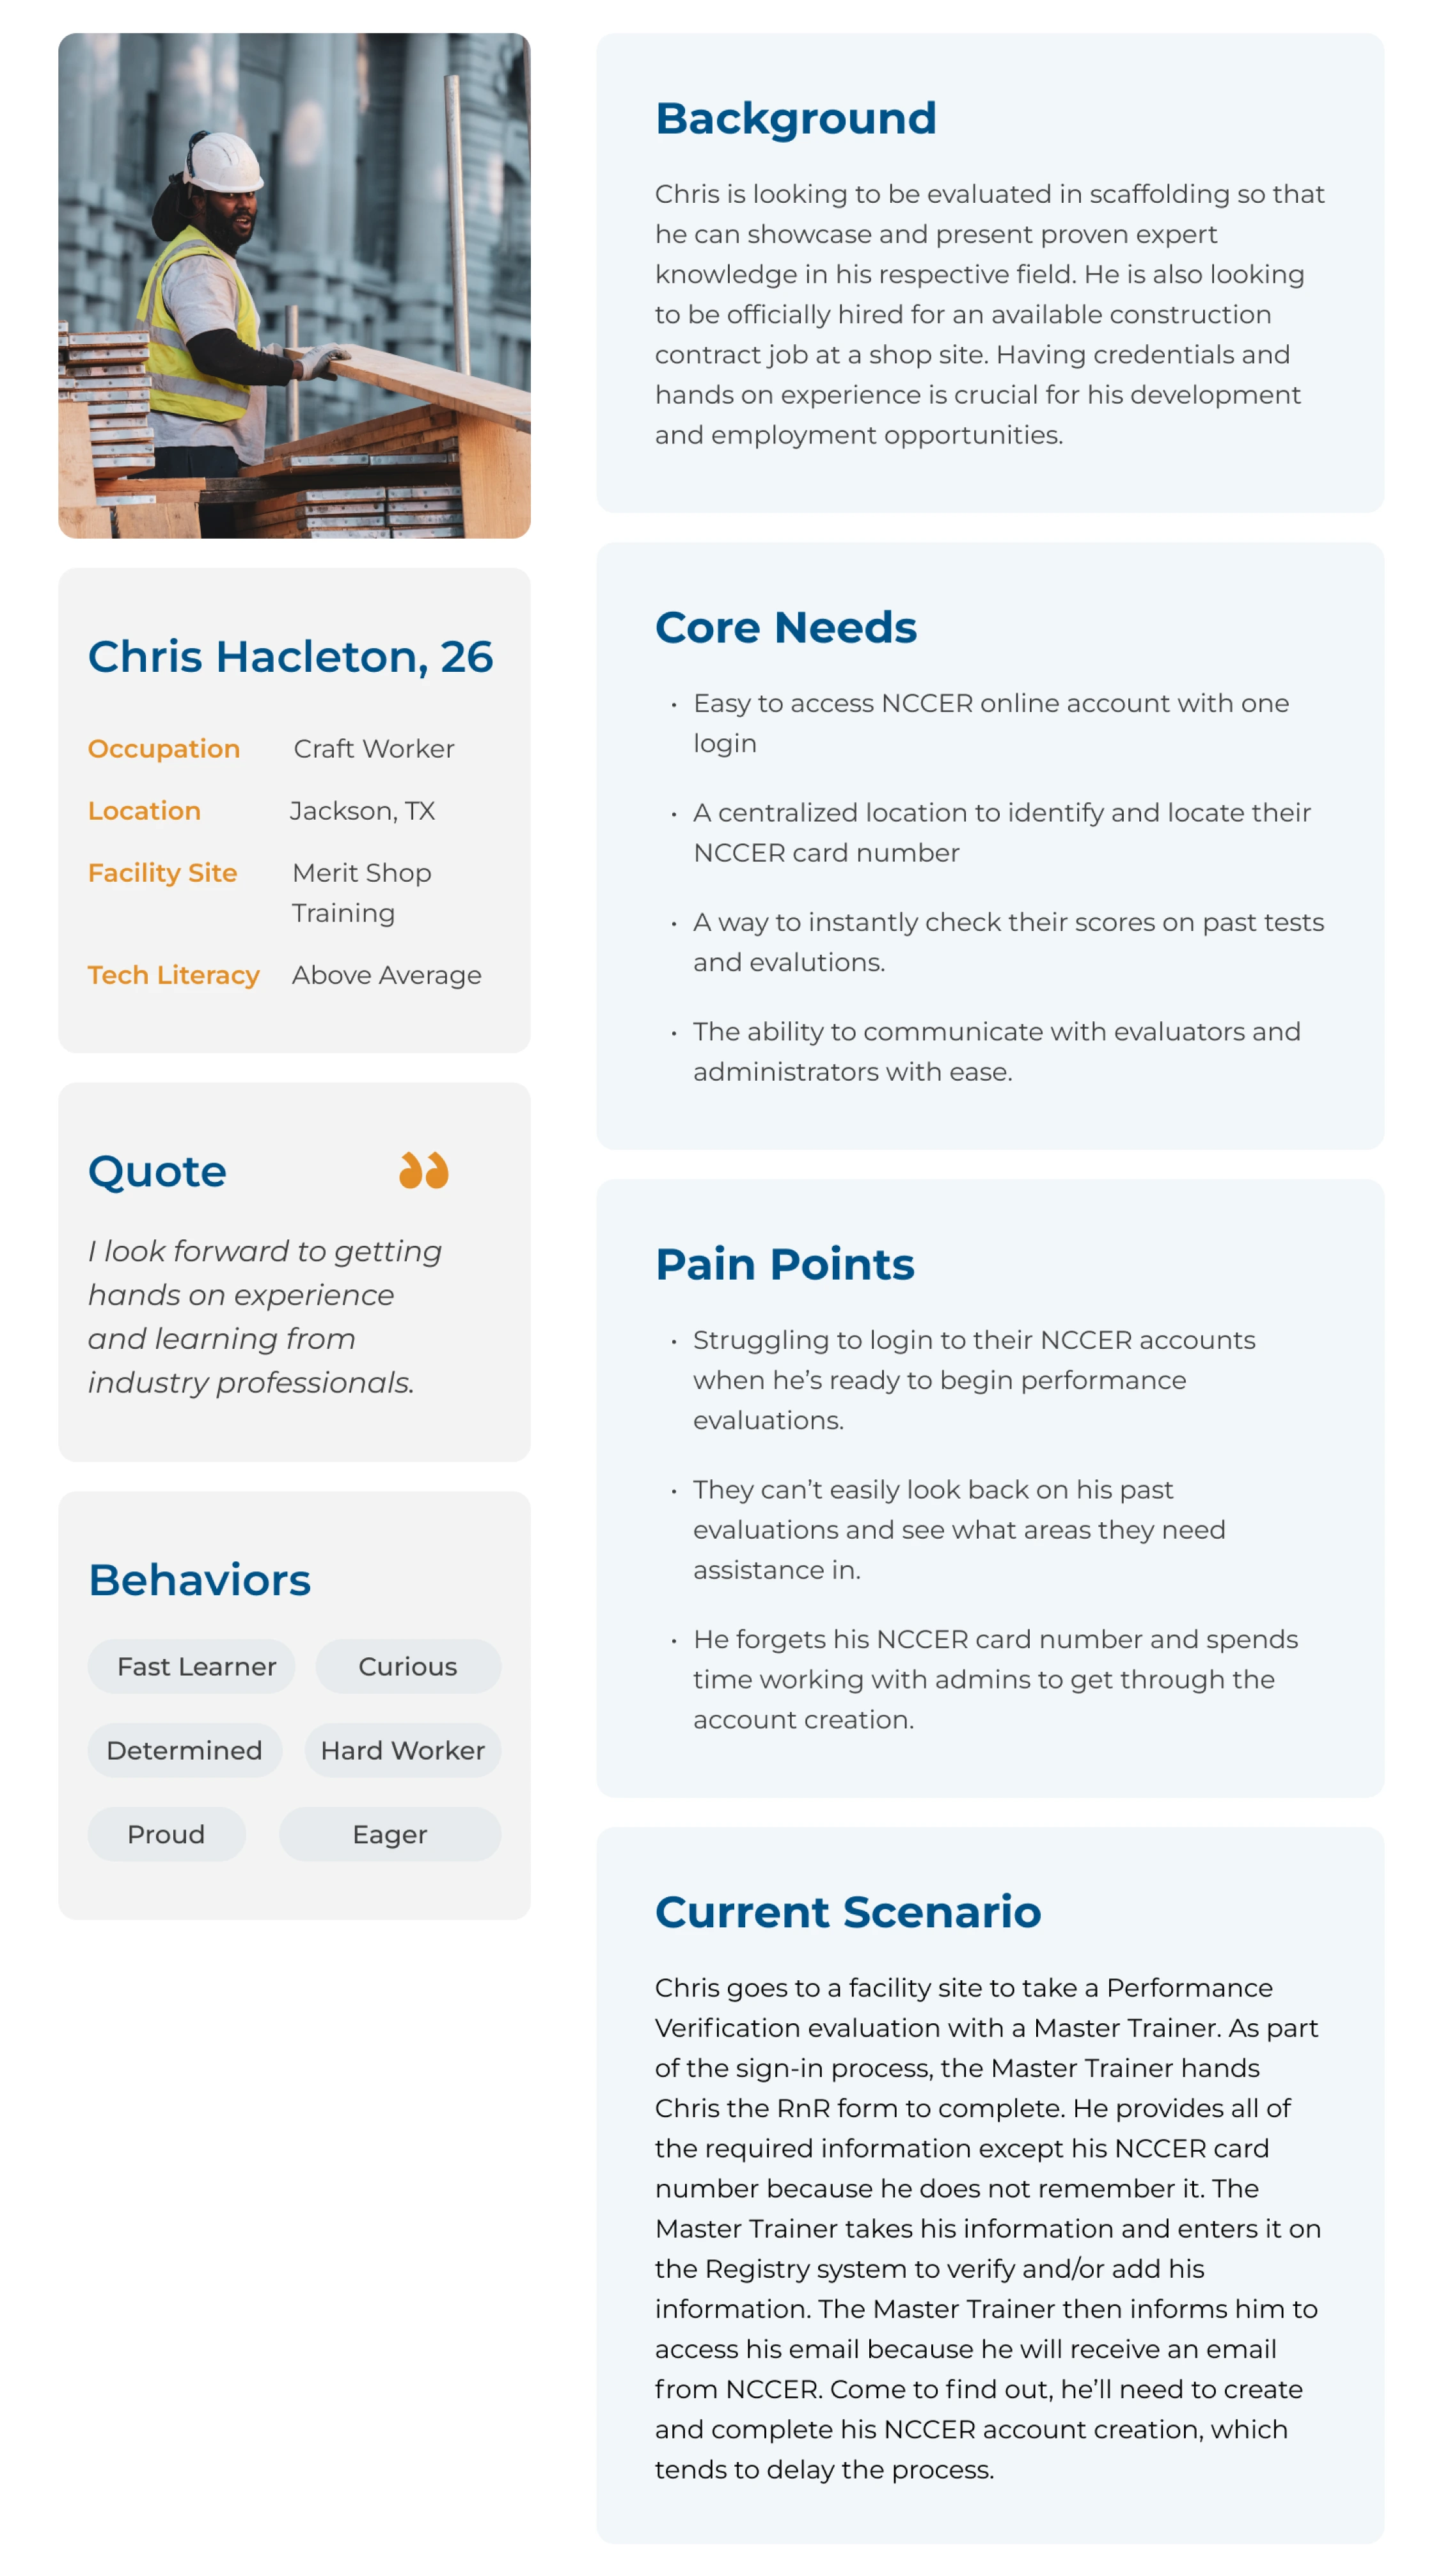 Chris Hacleton, 26
Occupation Craft Worker
Location Jackson, TX
Facility Site Merit Shop
Training
Tech Literacy Above Average
Quote “
I look forward to getting
hands on experience
and learning from
industry professionals.
Behaviors
Fast Learner Curious
Determined Hard Worker
Proud Eager
Background
Chris is looking to be evaluated in scaffolding so that
he can showcase and present proven expert
knowledge in his respective field. He is also looking
to be officially hired for an available construction
contract job at a shop site. Having credentials and
hands on experience is crucial for his development
and employment opportunities.
Core Needs
• Easy to access NCCER online account with one
login
• A centralized location to identify and locate their
NCCER card number
• A way to instantly check their scores on past tests
and evalutions.
• The ability to communicate with evaluators and
administrators with ease.
Pain Points
• Struggling to login to their NCCER accounts
when he’s ready to begin performance
evaluations.
• They can’t easily look back on his past
evaluations and see what areas they need
assistance in.
• He forgets his NCCER card number and spends
time working with admins to get through the
account creation.
Current Scenario
Chris goes to a facility site to take a Performance
Verification evaluation with a Master Trainer. As part
of the sign-in process, the Master Trainer hands
Chris the RnR form to complete. He provides all of
the required information except his NCCER card
number because he does not remember it. The
Master Trainer takes his information and enters it on
the Registry system to verify and/or add his
information. The Master Trainer then informs him to
access his email because he will receive an email
from NCCER. Come to find out, he’ll need to create
and complete his NCCER account creation, which
tends to delay the process.